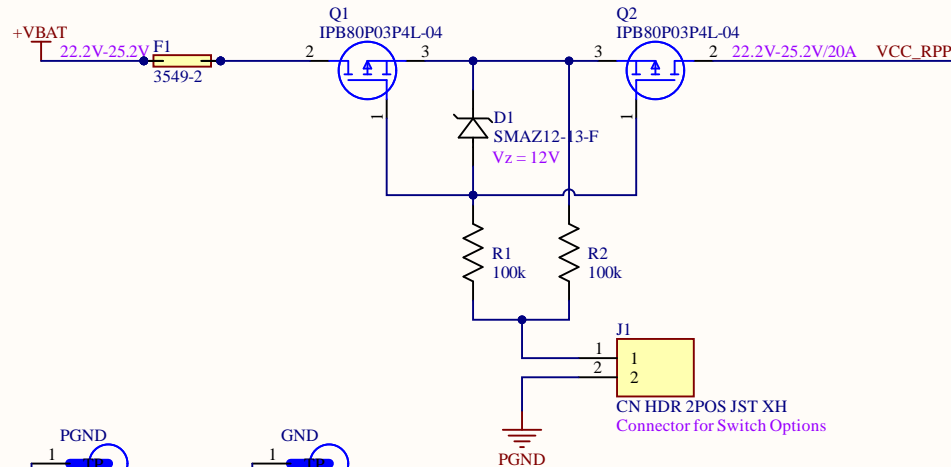 Q1
Q2
IPB80P03P4L-04
IPB80P03P4L-04
+VBAT
22.2V-25.2V
F1
3549-2
2
3
3
2
22.2V-25.2V/20A
VCC_RPP
1
1
D1
SMAZ12-13-F
Vz = 12V
R1
100k
R2
100k
J1
1
1
2
2
CN HDR 2POS JST XH
Connector for Switch Options
PGND
PGND
GND
1
TP
1
TP